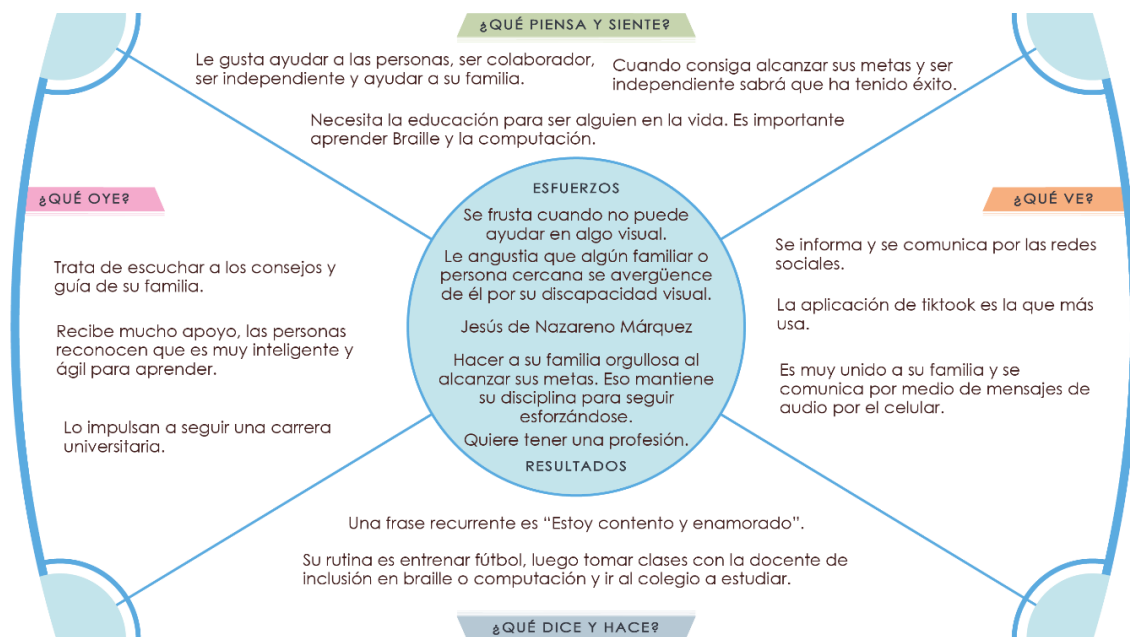 ¿QUÉ PIENSA Y SIENTE?
Le gusta ayudar a las personas, ser colaborador,
ser independiente y ayudar a su familia.
Cuando consiga alcanzar sus metas y ser
independiente sabrá que ha tenido éxito.
Necesita la educación para ser alguien en la vida. Es importante
aprender Braille y la computación.
¿QUÉ OYE?
Trata de escuchar a los consejos y
guía de su familia.
Recibe mucho apoyo, las personas
reconocen que es muy inteligente y
ágil para aprender.
Lo impulsan a seguir una carrera
universitaria.
ESFUERZOS
Se frusta cuando no puede
ayudar en algo visual.
Le angustia que algún familiar o
persona cercana se avergüence
de él por su discapacidad visual.
Jesús de Nazareno Márquez
Hacer a su familia orgullosa al
alcanzar sus metas. Eso mantiene
su disciplina para seguir
esforzándose.
Quiere tener una profesión.
RESULTADOS
¿QUÉ VE?
Se informa y se comunica por las redes
sociales.
La aplicación de tiktook es la que más
usa.
Es muy unido a su familia y se
comunica por medio de mensajes de
audio por el celular.
Una frase recurrente es “Estoy contento y enamorado”.
Su rutina es entrenar fútbol, luego tomar clases con la docente de
inclusión en braille o computación y ir al colegio a estudiar.
¿QUÉ DICE Y HACE?